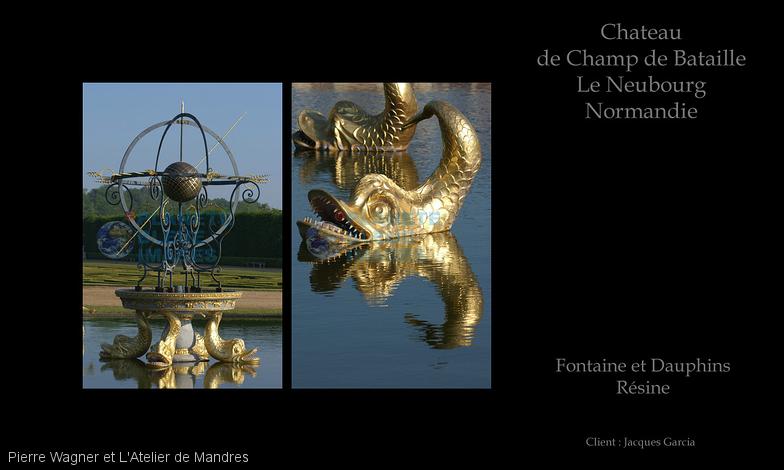 Chateau
de Champ de Bataille
Le Neubourg
Normandie
Fontaine et Dauphins
Résine
Client : Jacques Garcia
Pierre Wagner et L'Atelier de Mandres